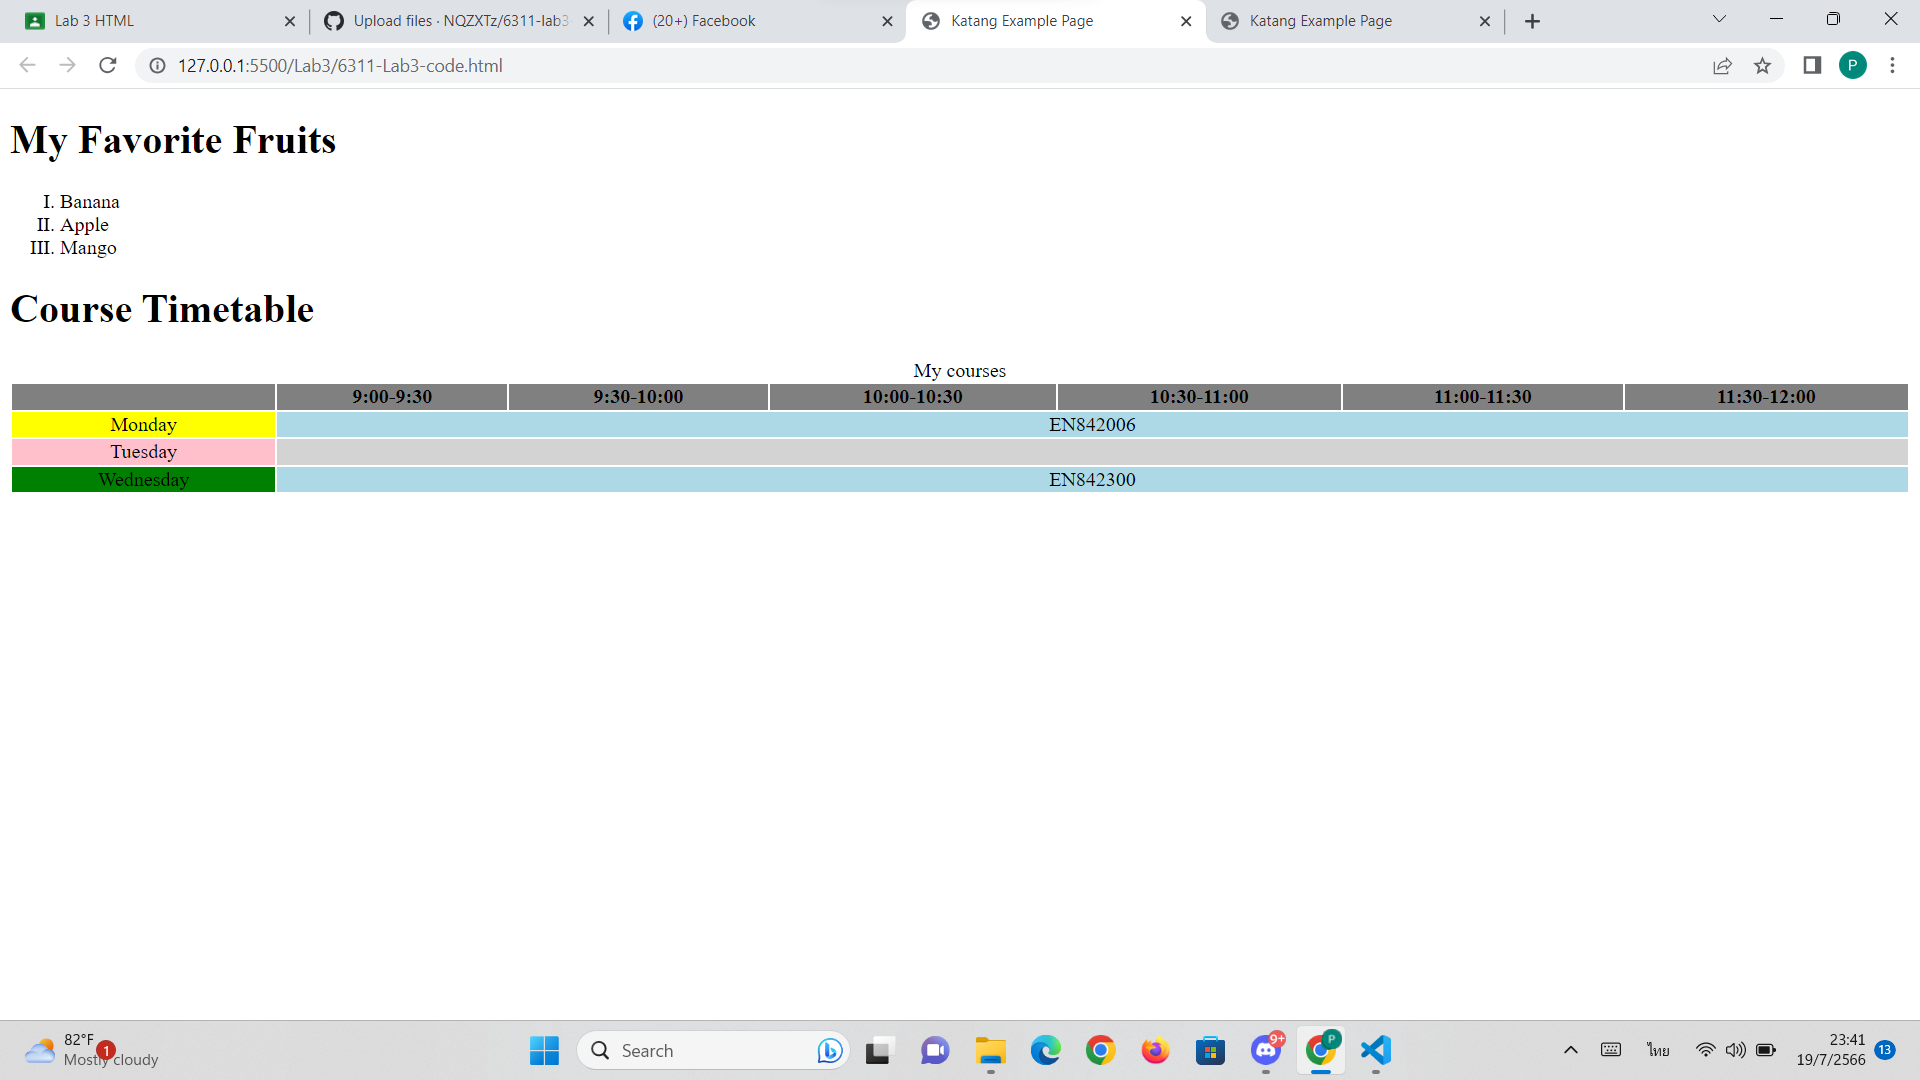 Lab 3 HTML
Upload files · NQZXTz/6311-lab3
(20+) Facebook
Katang Example Page
Katang Example Page
127.0.0.1:5500/Lab3/6311-Lab3-code.html
P
My Favorite Fruits
I. Banana
II. Apple
III. Mango
Course Timetable
My courses
9:00-9:30 9:30-10:00 10:00-10:30 10:30-11:00 11:00-11:30 11:30-12:00
Monday EN842006
Tuesday
Wednesday EN842300
82°F
1
Mostly cloudy
Search
9+
P
ไทย
23:41
19/7/2566
13